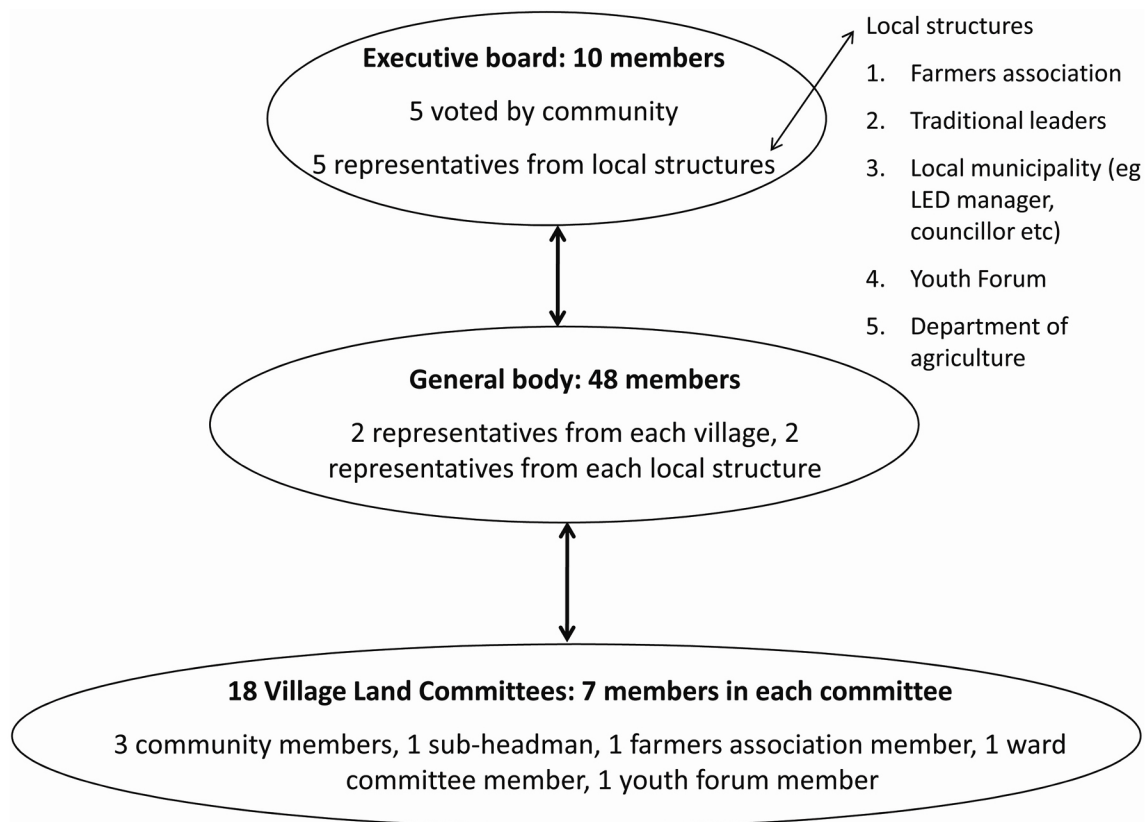 Executive board: 10 members
5 voted by community
5 representatives from local structures
Local structures
1. Farmers association
2. Traditional leaders
3. Local municipality (eg
LED manager,
councillor etc)
4. Youth Forum
5. Department of
agriculture
General body: 48 members
2 representatives from each village, 2
representatives from each local structure
18 Village Land Committees: 7 members in each committee
3 community members, 1 sub-headman, 1 farmers association member, 1 ward
committee member, 1 youth forum member